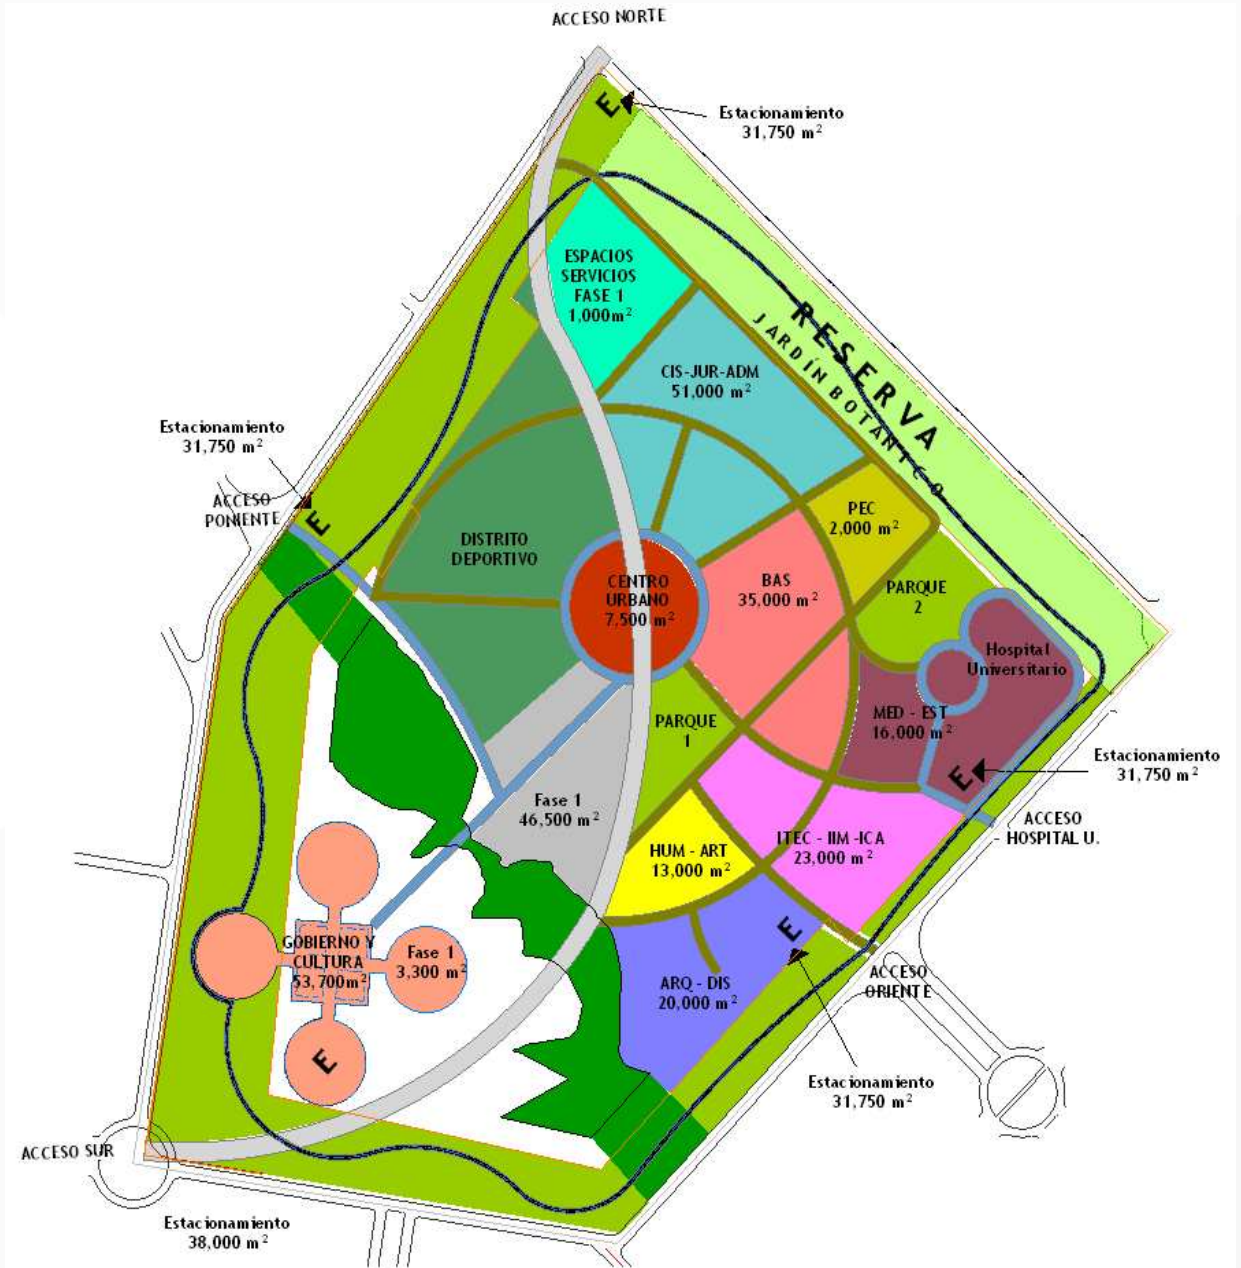 ACCESO NORTE
E
Estacionamiento
31,750 m²
ESPACIOS
SERVICIOS
FASE 1
1,000m²
RESERVA
JARDÍN BOTÁNICO
CIS-JUR-ADM
51,000 m²
Estacionamiento
31,750 m²
ACCESO
PONIENTE
E
DISTRITO
DEPORTIVO
PEC
2,000 m²
CENTRO
URBANO
7,500 m²
BAS
35,000 m²
PARQUE
2
Hospital
Universitario
PARQUE
1
MED - EST
16,000 m²
E
Estacionamiento
31,750 m²
Fase 1
46,500 m²
ACCESO
- HOSPITAL U.
HUM - ART
13,000 m²
ITEC - IIM -ICA
23,000 m²
E
GOBIERNO Y
CULTURA
53,700m²
Fase 1
3,300 m²
ARQ - DIS
20,000 m²
ACCESO
ORIENTE
E
Estacionamiento
31,750 m²
ACCESO SUR
Estacionamiento
38,000 m²